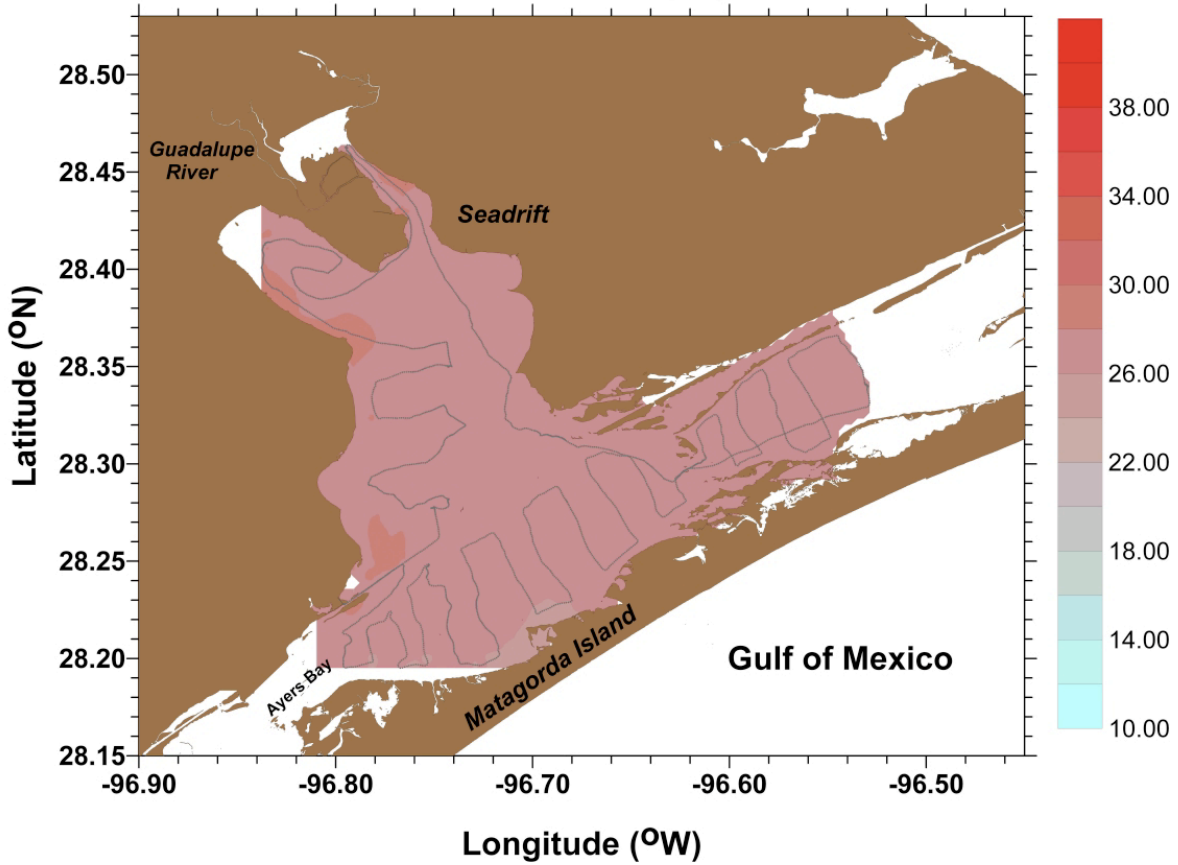 28.50
28.45
28.40
28.35
28.30
28.25
28.20
28.15
Latitude (ºN)
Guadalupe
River
Seadrift
Ayers Bay
Matagorda Island
Gulf of Mexico
-96.90
-96.80
-96.70
-96.60
-96.50
Longitude (ºW)
38.00
34.00
30.00
26.00
22.00
18.00
14.00
10.00